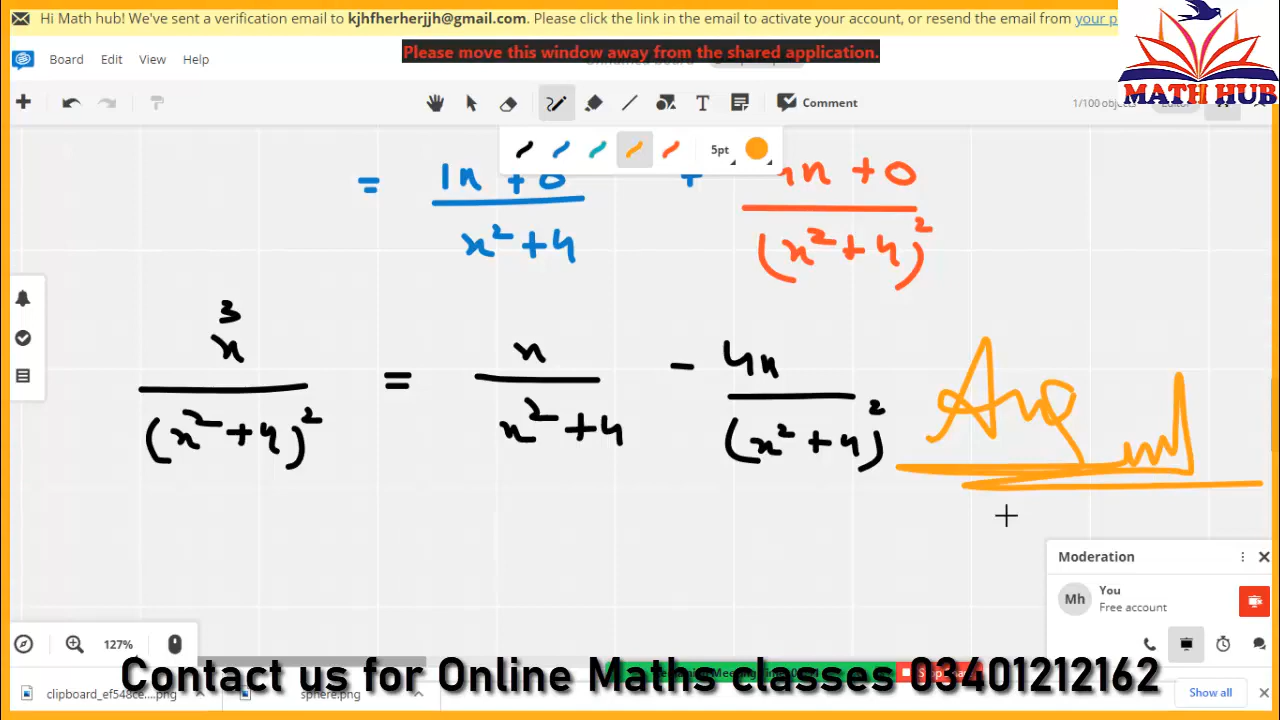 Hi Math hub! We've sent a verification email to kjhfherherjjh@gmail.com. Please click the link in the email to activate your account, or resend the email from your p
Please move this window away from the shared application.
Board Edit View Help
MATH HUB
Comment
1/100 objects
5pt
= 1x + 0 / x² + 4 + 4x + 0 / (x² + 4)²
x³ / (x² + 4)² = x / x² + 4 - 4x / (x² + 4)²
Moderation
Mh You
Free account
127%
Contact us for Online Maths classes 03401212162
clipboard_ef548ce....png
sphere.png
Show all